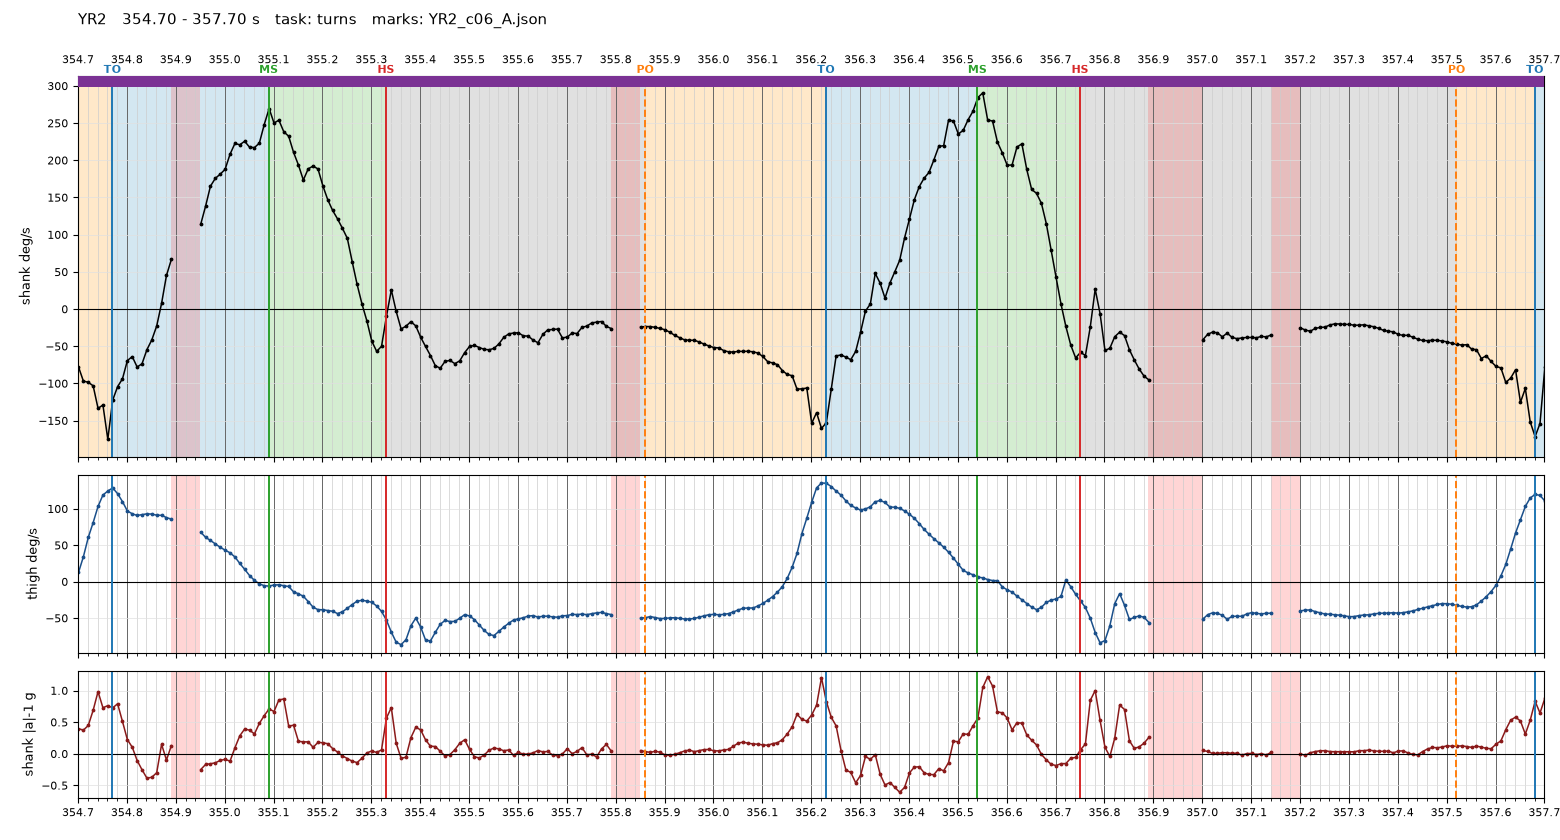 YR2   354.70 - 357.70 s   task: turns   marks: YR2_c06_A.json
354.7 354.8 354.9 355.0 355.1 355.2 355.3 355.4 355.5 355.6 355.7 355.8 355.9 356.0 356.1 356.2 356.3 356.4 356.5 356.6 356.7 356.8 356.9 357.0 357.1 357.2 357.3 357.4 357.5 357.6 357.7
TO MS HS PO TO MS HS PO TO
300
250
200
150
100
50
0
−50
−100
−150
shank deg/s
100
50
0
−50
thigh deg/s
1.0
0.5
0.0
−0.5
shank |a|-1 g
354.7 354.8 354.9 355.0 355.1 355.2 355.3 355.4 355.5 355.6 355.7 355.8 355.9 356.0 356.1 356.2 356.3 356.4 356.5 356.6 356.7 356.8 356.9 357.0 357.1 357.2 357.3 357.4 357.5 357.6 357.7